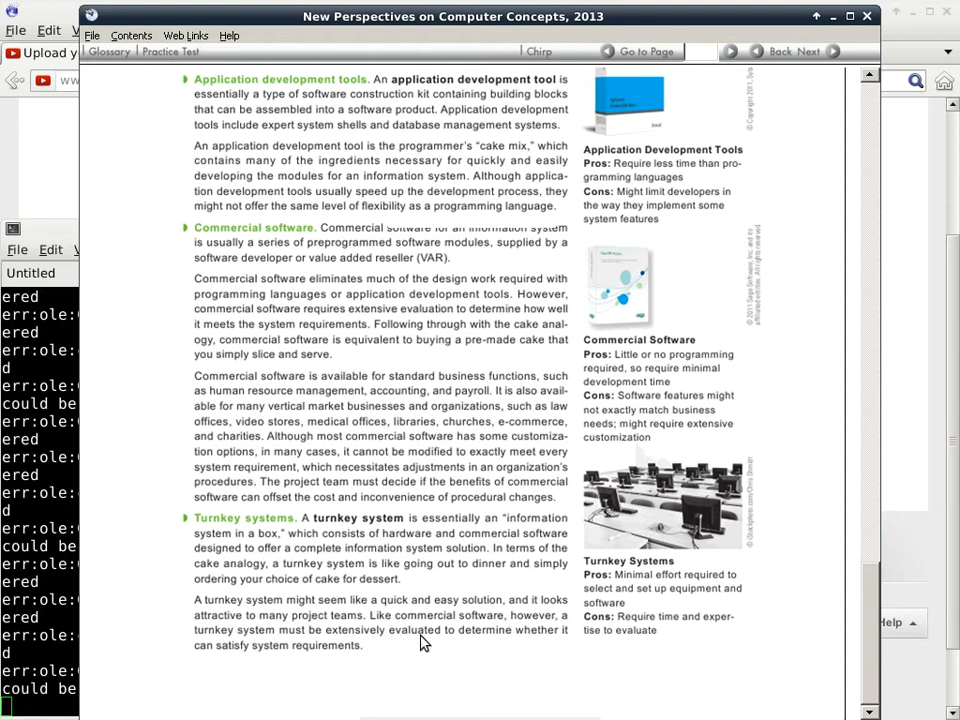 New Perspectives on Computer Concepts, 2013
File Edit
File Contents Web Links Help
Glossary Practice Test Chirp Go to Page Back Next
Upload y
ww
Application development tools. An application development tool is
essentially a type of software construction kit containing building blocks
that can be assembled into a software product. Application development
tools include expert system shells and database management systems.
An application development tool is the programmer's “cake mix,” which
contains many of the ingredients necessary for quickly and easily
developing the modules for an information system. Although applica-
tion development tools usually speed up the development process, they
might not offer the same level of flexibility as a programming language.
Commercial software. Commercial software for an information system
is usually a series of preprogrammed software modules, supplied by a
software developer or value added reseller (VAR).
Commercial software eliminates much of the design work required with
programming languages or application development tools. However,
commercial software requires extensive evaluation to determine how well
it meets the system requirements. Following through with the cake anal-
ogy, commercial software is equivalent to buying a pre-made cake that
you simply slice and serve.
Commercial software is available for standard business functions, such
as human resource management, accounting, and payroll. It is also avail-
able for many vertical market businesses and organizations, such as law
offices, video stores, medical offices, libraries, churches, e-commerce,
and charities. Although most commercial software has some customiza-
tion options, in many cases, it cannot be modified to exactly meet every
system requirement, which necessitates adjustments in an organization's
procedures. The project team must decide if the benefits of commercial
software can offset the cost and inconvenience of procedural changes.
Turnkey systems. A turnkey system is essentially an “information
system in a box,” which consists of hardware and commercial software
designed to offer a complete information system solution. In terms of the
cake analogy, a turnkey system is like going out to dinner and simply
ordering your choice of cake for dessert.
A turnkey system might seem like a quick and easy solution, and it looks
attractive to many project teams. Like commercial software, however, a
turnkey system must be extensively evaluated to determine whether it
can satisfy system requirements.
Application Development Tools
Pros: Require less time than pro-
gramming languages
Cons: Might limit developers in
the way they implement some
system features
© 2011 Sage Software, Inc. and its
affiliated entities. All rights reserved.
Commercial Software
Pros: Little or no programming
required, so require minimal
development time
Cons: Software features might
not exactly match business
needs; might require extensive
customization
© iStockphoto.com/Chris Schmidt
Turnkey Systems
Pros: Minimal effort required to
select and set up equipment and
software
Cons: Require time and exper-
tise to evaluate
File Edit
Untitled
ered
err:ole:
ered
err:ole:
d
err:ole:
could be
ered
err:ole:
ered
err:ole:
d
err:ole:
could be
err:ole:
ered
err:ole:
ered
err:ole:
d
err:ole:
could be
Help